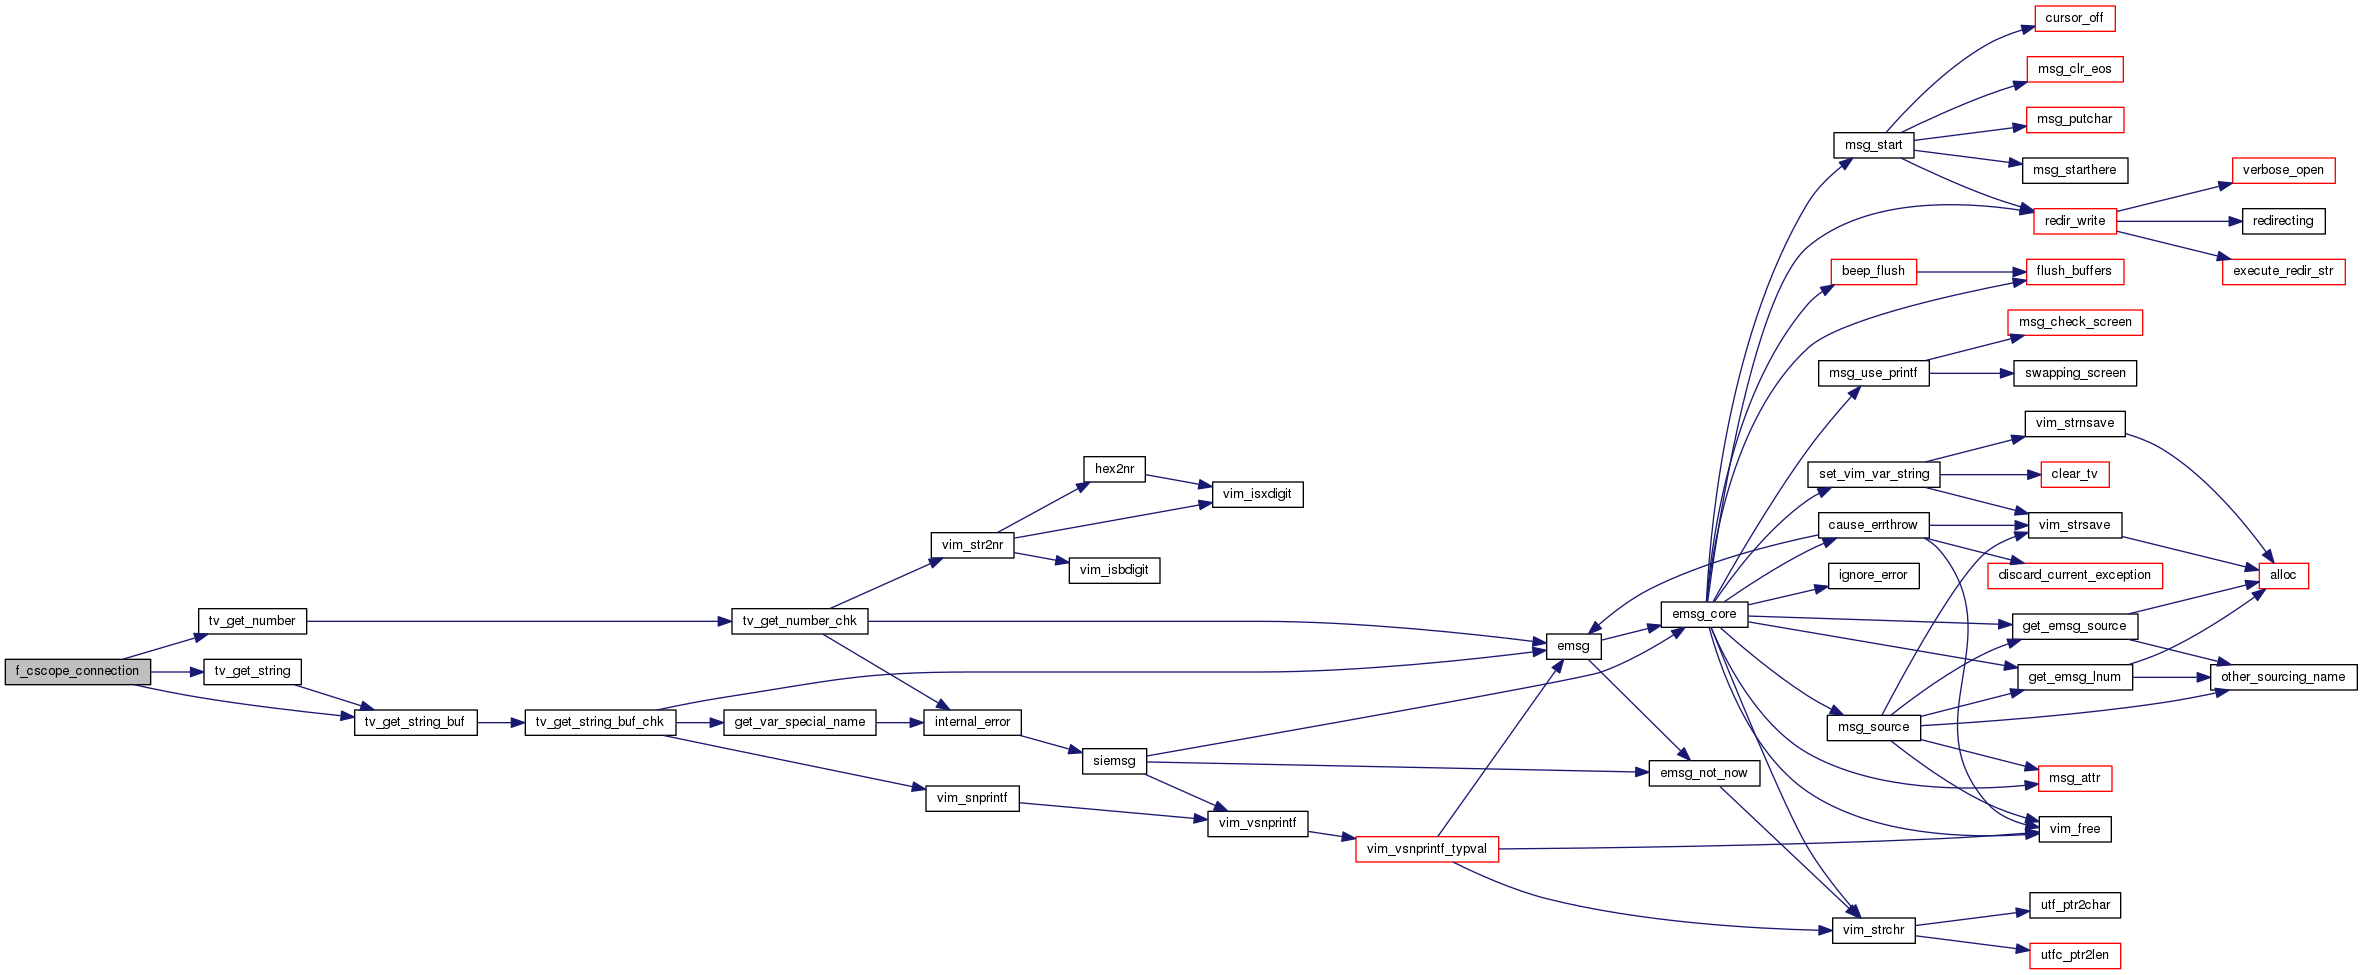 cursor_off
msg_clr_eos
msg_putchar
msg_start
msg_starthere
verbose_open
redir_write
redirecting
beep_flush
flush_buffers
execute_redir_str
msg_check_screen
msg_use_printf
swapping_screen
vim_strnsave
hex2nr
set_vim_var_string
clear_tv
vim_isxdigit
cause_errthrow
vim_strsave
vim_str2nr
vim_isbdigit
ignore_error
discard_current_exception
alloc
tv_get_number
tv_get_number_chk
emsg_core
get_emsg_source
emsg
f_cscope_connection
tv_get_string
get_emsg_lnum
other_sourcing_name
tv_get_string_buf
tv_get_string_buf_chk
get_var_special_name
internal_error
msg_source
siemsg
emsg_not_now
msg_attr
vim_snprintf
vim_vsnprintf
vim_free
vim_vsnprintf_typval
utf_ptr2char
vim_strchr
utfc_ptr2len